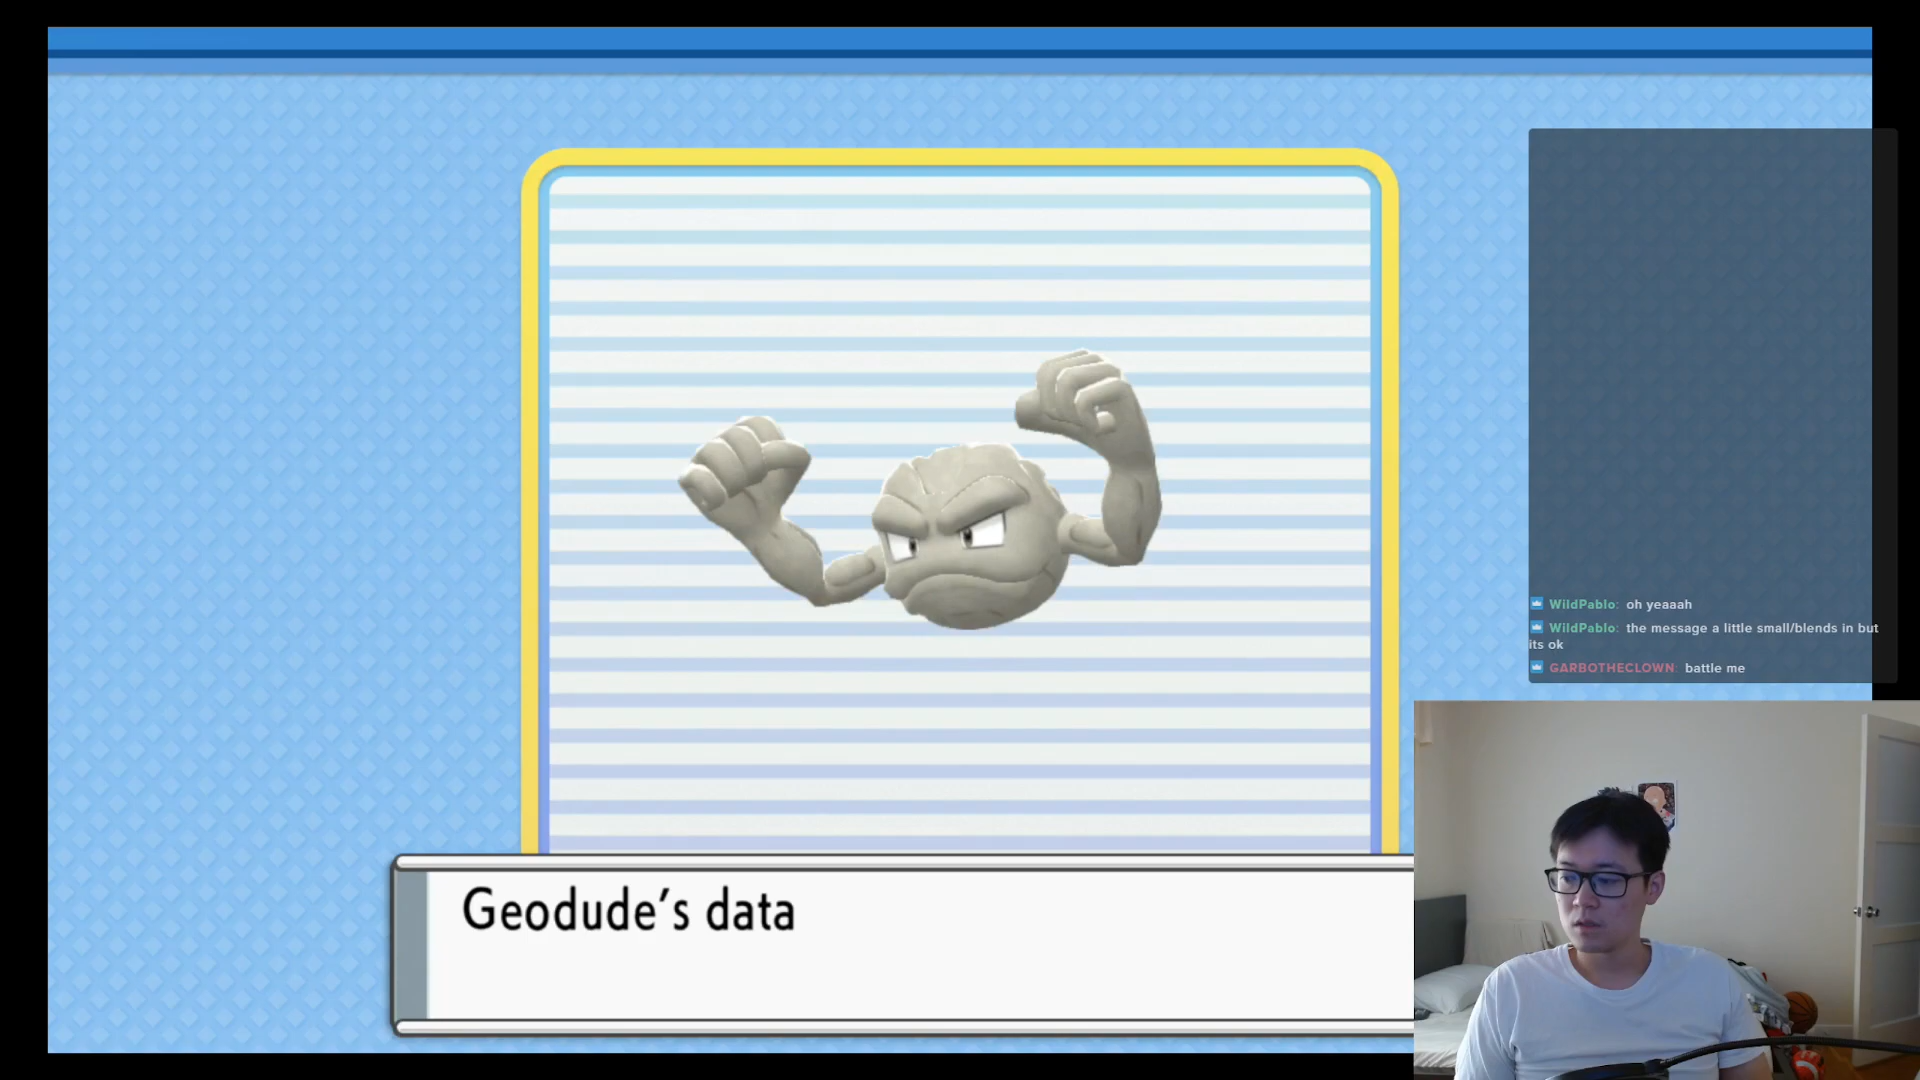 WildPablo: oh yeaaah
WildPablo: the message a little small/blends in but
its ok
GARBOTHECLOWN: battle me
Geodude's data